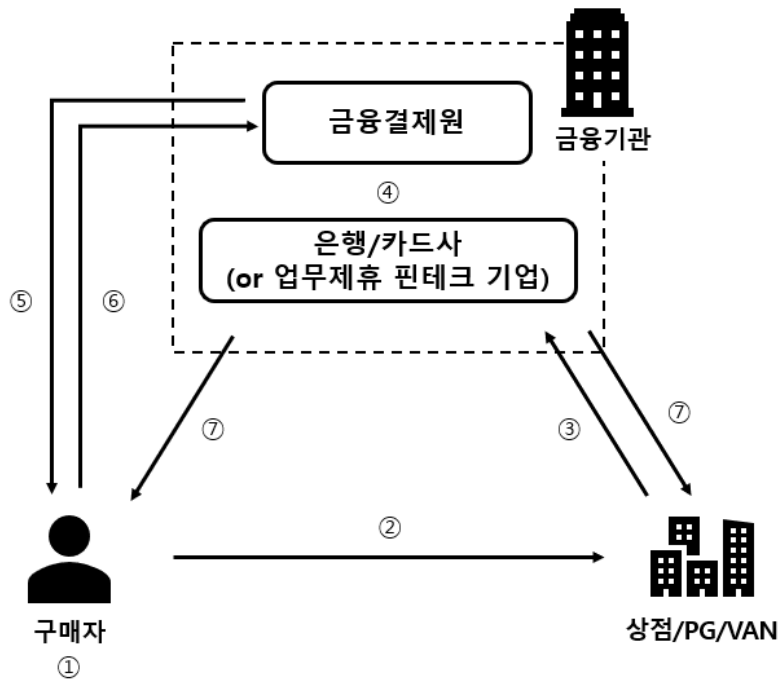 금융결제원
금융기관
④
은행/카드사
(or 업무제휴 핀테크 기업)
⑤
⑥
⑦
③
⑦
②
구매자
①
상점/PG/VAN